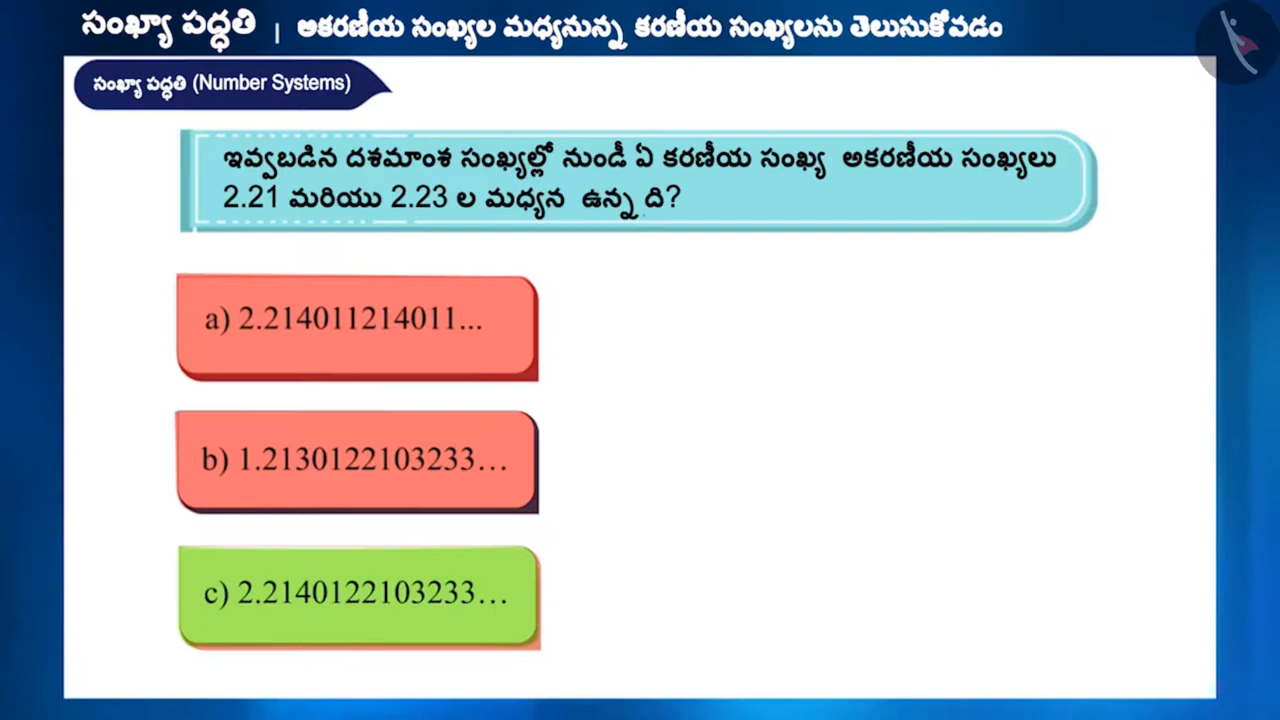 సంఖ్యా పద్ధతి | అకరణీయ సంఖ్యల మధ్యనున్న కరణీయ సంఖ్యలను తెలుసుకోవడం
సంఖ్యా పద్ధతి (Number Systems)
ఇవ్వబడిన దశమాంశ సంఖ్యల్లో నుండీ ఏ కరణీయ సంఖ్య అకరణీయ సంఖ్యలు
2.21 మరియు 2.23 ల మధ్యన ఉన్న ది?
a) 2.214011214011...
b) 1.2130122103233...
c) 2.2140122103233...